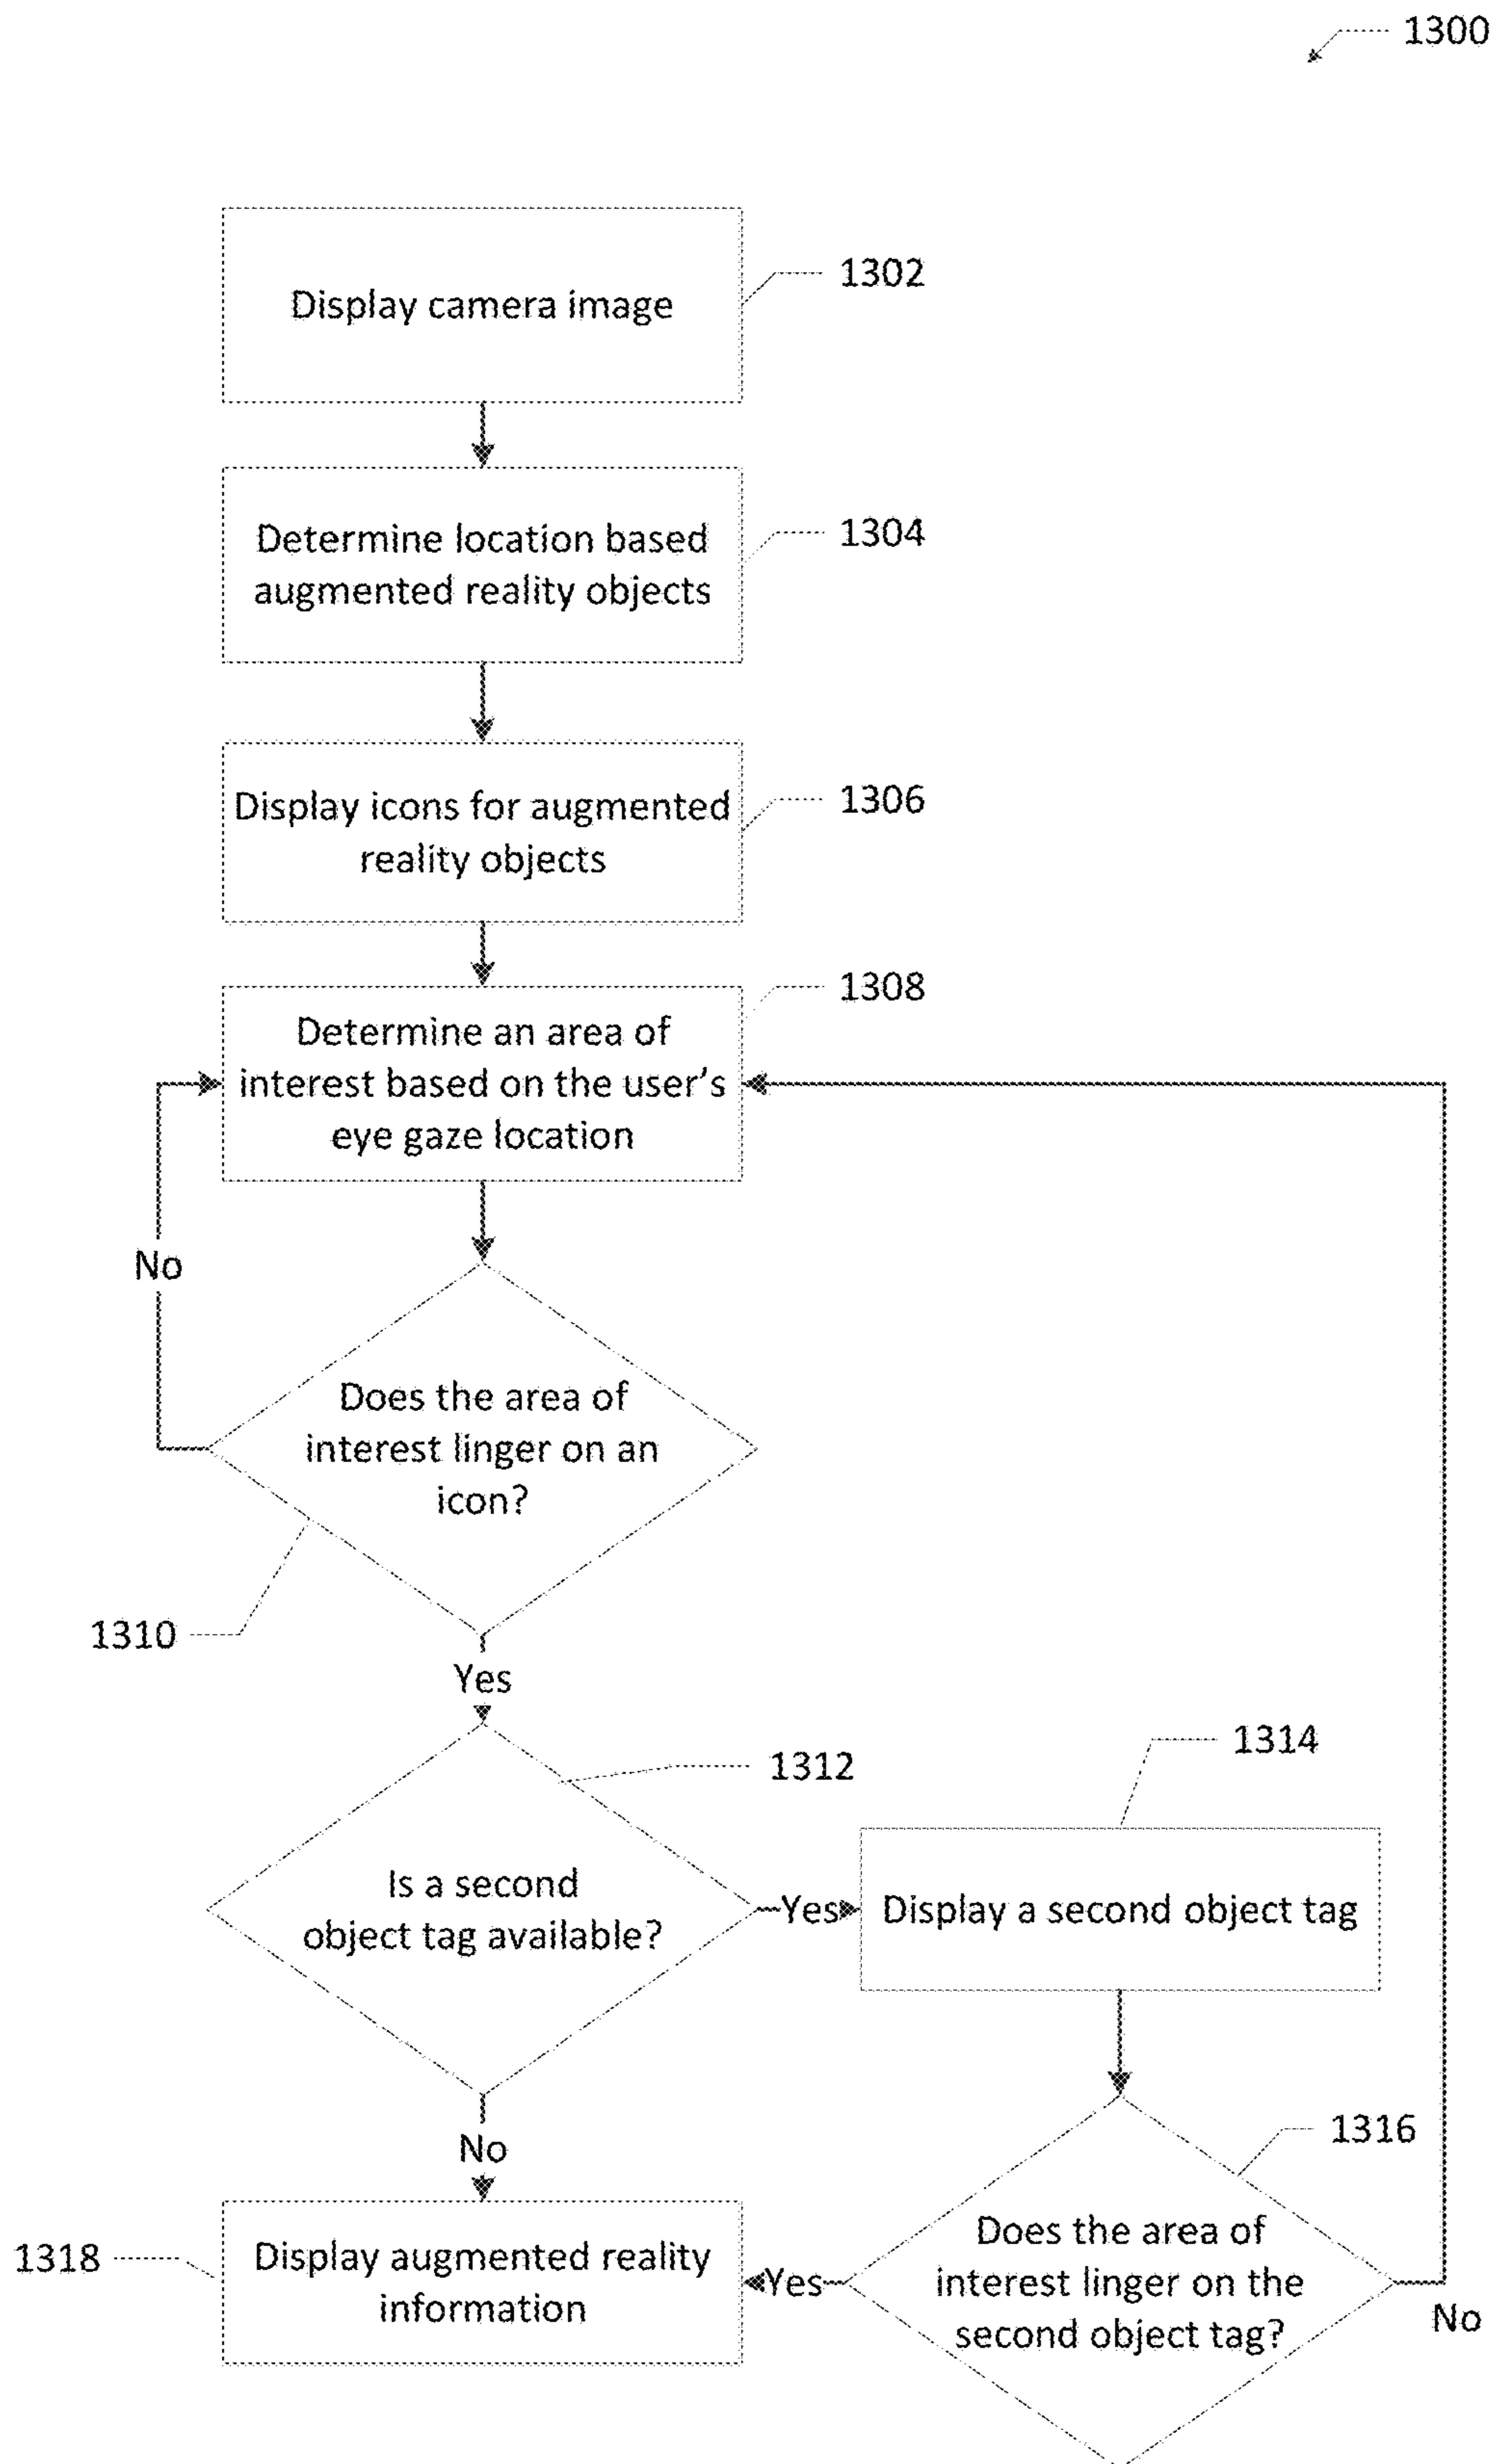 1300
Display camera image
1302
Determine location based
augmented reality objects
1304
Display icons for augmented
reality objects
1306
1308
Determine an area of
interest based on the user's
eye gaze location
No
Does the area of
interest linger on an
icon?
1310
Yes
1312
1314
Is a second
object tag available?
Yes
Display a second object tag
No
1316
1318
Display augmented reality
information
Yes
Does the area of
interest linger on the
second object tag?
No